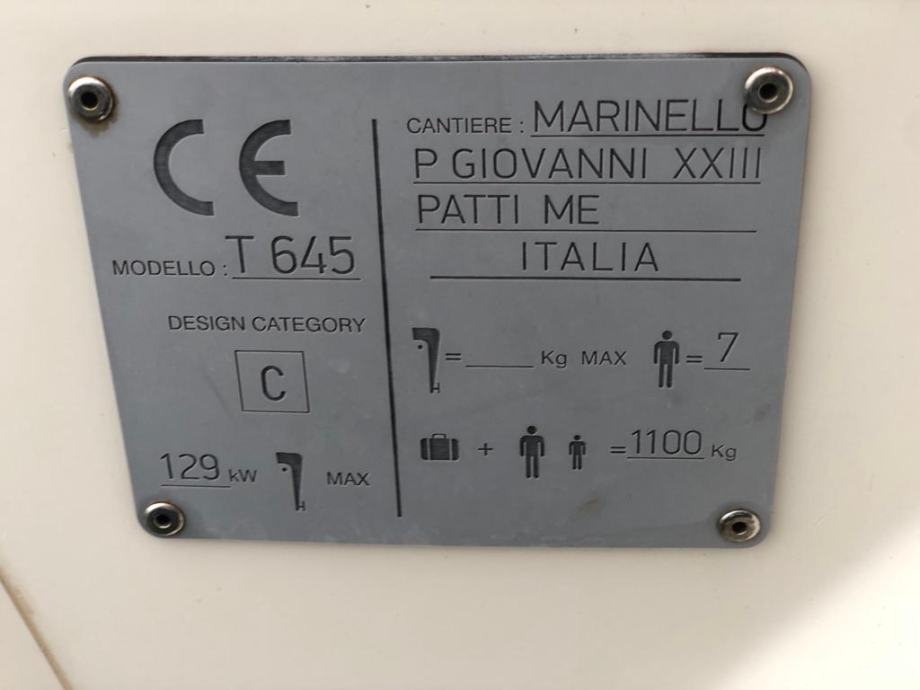 CE
MODELLO : T 645
DESIGN CATEGORY
C
129 kW MAX
CANTIERE : MARINELLO
P GIOVANNI XXIII
PATTI ME
ITALIA
= ____ Kg MAX = 7
+ = 1100 Kg